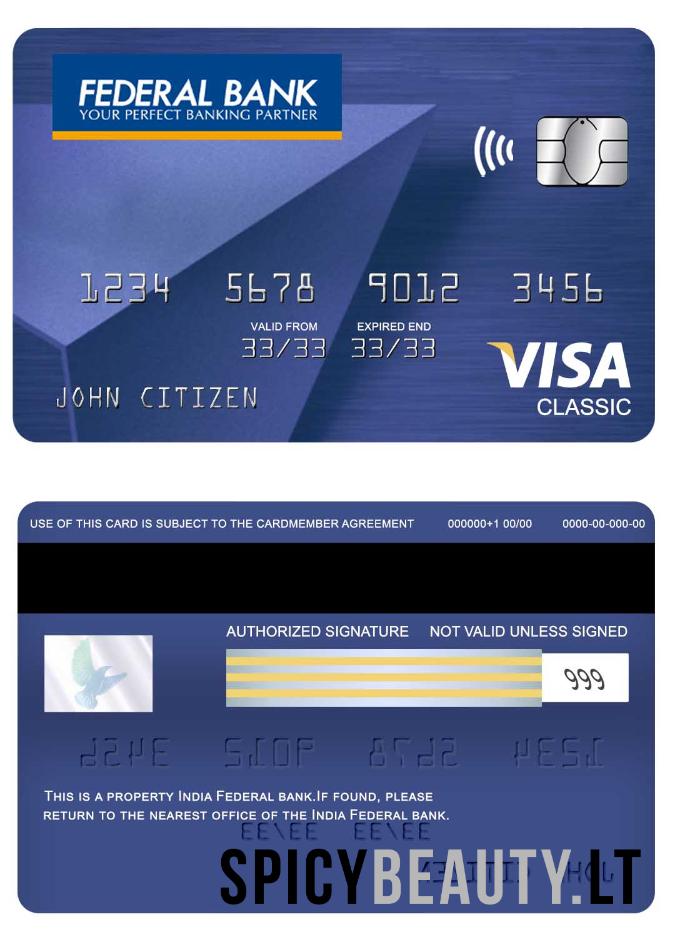 FEDERAL BANK
YOUR PERFECT BANKING PARTNER
1234 5678 9012 3456
VALID FROM EXPIRED END
33/33 33/33
VISA
JOHN CITIZEN
CLASSIC
USE OF THIS CARD IS SUBJECT TO THE CARDMEMBER AGREEMENT 000000+1 00/00 0000-00-000-00
AUTHORIZED SIGNATURE NOT VALID UNLESS SIGNED
999
THIS IS A PROPERTY INDIA FEDERAL BANK.IF FOUND, PLEASE
RETURN TO THE NEAREST OFFICE OF THE INDIA FEDERAL BANK.
SPICYBEAUTY.LT